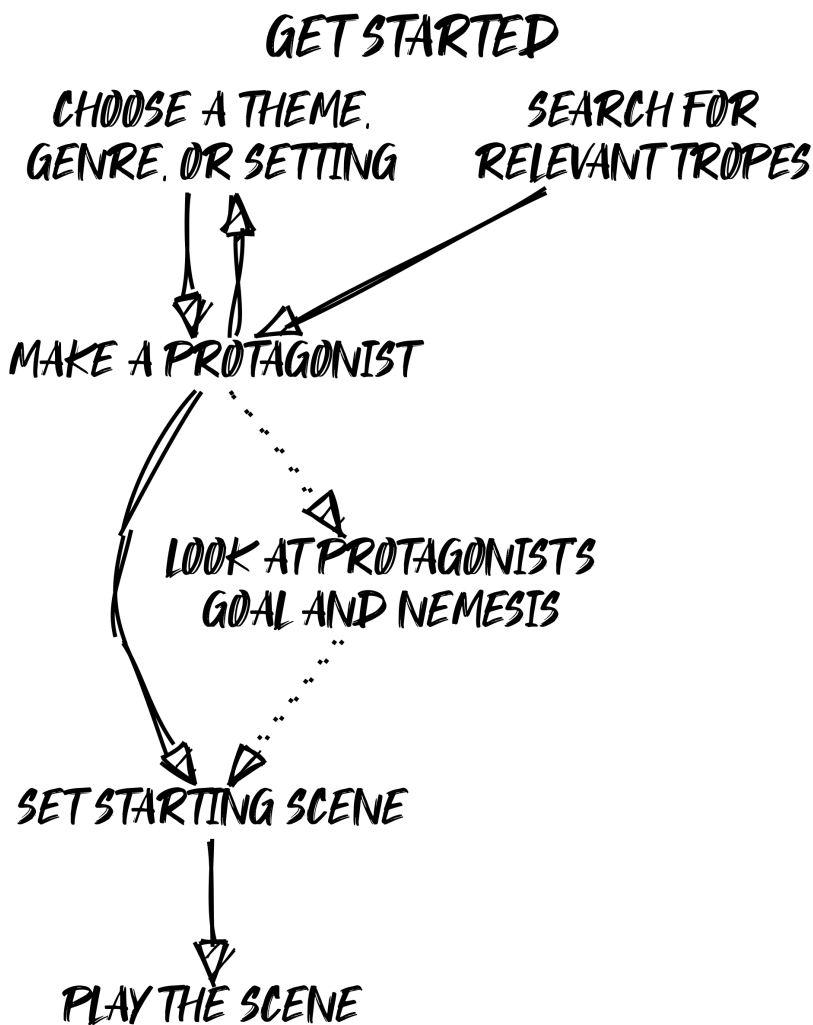 GET STARTED
CHOOSE A THEME,
GENRE, OR SETTING
SEARCH FOR
RELEVANT TROPES
MAKE A PROTAGONIST
LOOK AT PROTAGONISTS
GOAL AND NEMESIS
SET STARTING SCENE
PLAY THE SCENE